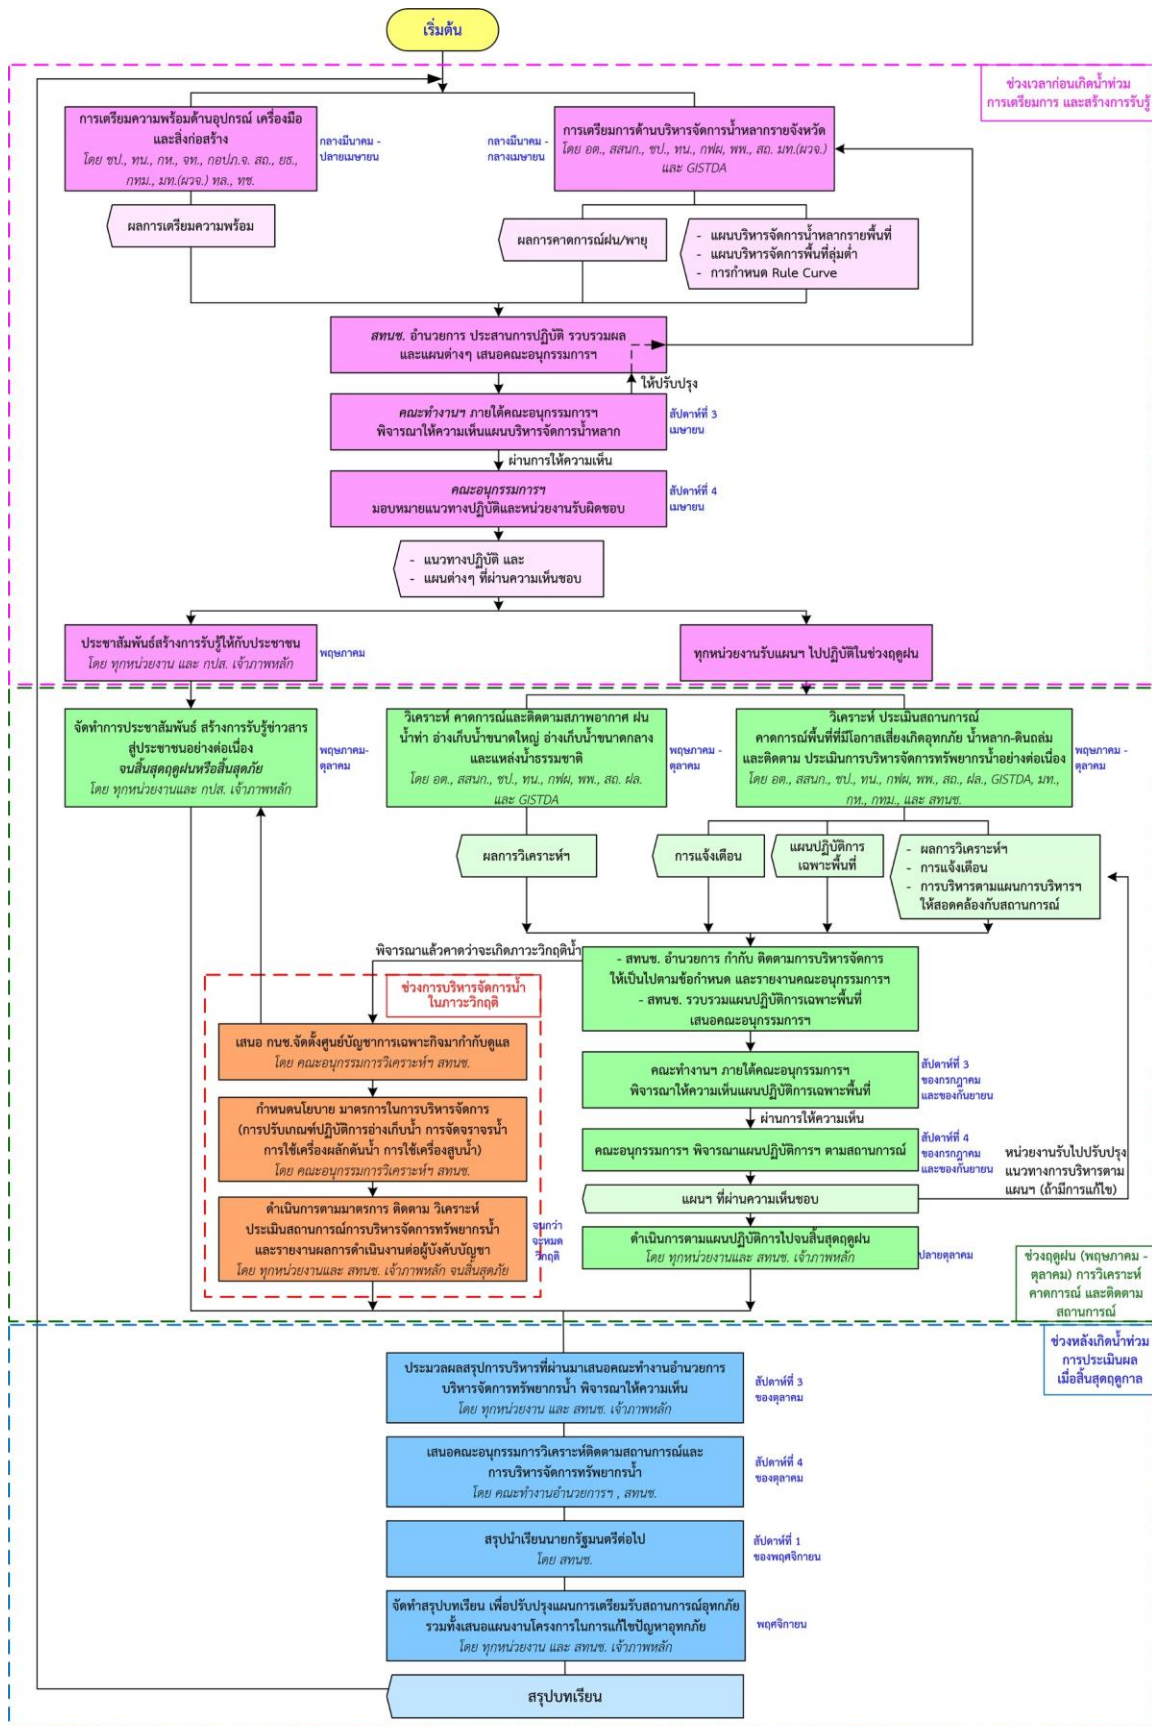 เริ่มต้น
ช่วงเวลาก่อนเกิดน้ำท่วม
การเตรียมการ และสร้างการรับรู้
การเตรียมความพร้อมด้านอุปกรณ์ เครื่องมือ
และสิ่งก่อสร้าง
โดย ชป., ทน., กห., จท., กอปภ.จ. สถ., ยธ.,
กทม., มท.(ผวจ.) ทล., ทช.
กลางมีนาคม -
ปลายเมษายน
กลางมีนาคม -
กลางเมษายน
การเตรียมการด้านบริหารจัดการน้ำหลากรายจังหวัด
โดย อต., สสนก., ชป., ทน., กฟผ, พพ., สถ. มท.(ผวจ.)
และ GISTDA
ผลการเตรียมความพร้อม
ผลการคาดการณ์ฝน/พายุ
- แผนบริหารจัดการน้ำหลากรายพื้นที่
- แผนบริหารจัดการพื้นที่ลุ่มต่ำ
- การกำหนด Rule Curve
สทนช. อำนวยการ ประสานการปฏิบัติ รวบรวมผล
และแผนต่างๆ เสนอคณะอนุกรรมการฯ
ให้ปรับปรุง
คณะทำงานฯ ภายใต้คณะอนุกรรมการฯ
พิจารณาให้ความเห็นแผนบริหารจัดการน้ำหลาก
สัปดาห์ที่ 3
เมษายน
ผ่านการให้ความเห็น
คณะอนุกรรมการฯ
มอบหมายแนวทางปฏิบัติและหน่วยงานรับผิดชอบ
สัปดาห์ที่ 4
เมษายน
- แนวทางปฏิบัติ และ
- แผนต่างๆ ที่ผ่านความเห็นชอบ
ประชาสัมพันธ์สร้างการรับรู้ให้กับประชาชน
โดย ทุกหน่วยงาน และ กปส. เจ้าภาพหลัก
พฤษภาคม
ทุกหน่วยงานรับแผนฯ ไปปฏิบัติในช่วงฤดูฝน
จัดทำการประชาสัมพันธ์ สร้างการรับรู้ข่าวสาร
สู่ประชาชนอย่างต่อเนื่อง
จนสิ้นสุดฤดูฝนหรือสิ้นสุดภัย
โดย ทุกหน่วยงานและ กปส. เจ้าภาพหลัก
พฤษภาคม-
ตุลาคม
วิเคราะห์ คาดการณ์และติดตามสภาพอากาศ ฝน
น้ำท่า อ่างเก็บน้ำขนาดใหญ่ อ่างเก็บน้ำขนาดกลาง
และแหล่งน้ำธรรมชาติ
โดย อต., สสนก., ชป., ทน., กฟผ, พพ., สถ. ฝล.
และ GISTDA
พฤษภาคม -
ตุลาคม
วิเคราะห์ ประเมินสถานการณ์
คาดการณ์พื้นที่ที่มีโอกาสเสี่ยงเกิดอุทกภัย น้ำหลาก-ดินถล่ม
และติดตาม ประเมินการบริหารจัดการทรัพยากรน้ำอย่างต่อเนื่อง
โดย อต., สสนก., ชป., ทน., กฟผ, พพ., สถ., ฝล., GISTDA, มท.,
กห., กทม., และ สทนช.
พฤษภาคม -
ตุลาคม
ผลการวิเคราะห์ฯ
การแจ้งเตือน
แผนปฏิบัติการ
เฉพาะพื้นที่
- ผลการวิเคราะห์ฯ
- การแจ้งเตือน
- การบริหารตามแผนการบริหารฯ
ให้สอดคล้องกับสถานการณ์
พิจารณาแล้วคาดว่าจะเกิดภาวะวิกฤติน้ำ
- สทนช. อำนวยการ กำกับ ติดตามการบริหารจัดการ
ให้เป็นไปตามข้อกำหนด และรายงานคณะอนุกรรมการฯ
- สทนช. รวบรวมแผนปฏิบัติการเฉพาะพื้นที่
เสนอคณะอนุกรรมการฯ
ช่วงการบริหารจัดการน้ำ
ในภาวะวิกฤติ
เสนอ กนช.จัดตั้งศูนย์บัญชาการเฉพาะกิจมากำกับดูแล
โดย คณะอนุกรรมการวิเคราะห์ฯ สทนช.
คณะทำงานฯ ภายใต้คณะอนุกรรมการฯ
พิจารณาให้ความเห็นแผนปฏิบัติการเฉพาะพื้นที่
สัปดาห์ที่ 3
ของกรกฎาคม
และของกันยายน
ผ่านการให้ความเห็น
กำหนดนโยบาย มาตรการในการบริหารจัดการ
(การปรับเกณฑ์ปฏิบัติการอ่างเก็บน้ำ การจัดจราจรน้ำ
การใช้เครื่องผลักดันน้ำ การใช้เครื่องสูบน้ำ)
โดย คณะอนุกรรมการวิเคราะห์ฯ สทนช.
คณะอนุกรรมการฯ พิจารณาแผนปฏิบัติการฯ ตามสถานการณ์
สัปดาห์ที่ 4
ของกรกฎาคม
และของกันยายน
หน่วยงานรับไปปรับปรุง
แนวทางการบริหารตาม
แผนฯ (ถ้ามีการแก้ไข)
แผนฯ ที่ผ่านความเห็นชอบ
ดำเนินการตามมาตรการ ติดตาม วิเคราะห์
ประเมินสถานการณ์การบริหารจัดการทรัพยากรน้ำ
และรายงานผลการดำเนินงานต่อผู้บังคับบัญชา
โดย ทุกหน่วยงานและ สทนช. เจ้าภาพหลัก จนสิ้นสุดภัย
จนกว่า
จะหมด
วิกฤติ
ดำเนินการตามแผนปฏิบัติการไปจนสิ้นสุดฤดูฝน
โดย ทุกหน่วยงานและ สทนช. เจ้าภาพหลัก
ปลายตุลาคม
ช่วงฤดูฝน (พฤษภาคม -
ตุลาคม) การวิเคราะห์
คาดการณ์ และติดตาม
สถานการณ์
ช่วงหลังเกิดน้ำท่วม
การประเมินผล
เมื่อสิ้นสุดฤดูกาล
ประมวลผลสรุปการบริหารที่ผ่านมาเสนอคณะทำงานอำนวยการ
บริหารจัดการทรัพยากรน้ำ พิจารณาให้ความเห็น
โดย ทุกหน่วยงาน และ สทนช. เจ้าภาพหลัก
สัปดาห์ที่ 3
ของตุลาคม
เสนอคณะอนุกรรมการวิเคราะห์ติดตามสถานการณ์และ
การบริหารจัดการทรัพยากรน้ำ
โดย คณะทำงานอำนวยการฯ , สทนช.
สัปดาห์ที่ 4
ของตุลาคม
สรุปนำเรียนนายกรัฐมนตรีต่อไป
โดย สทนช.
สัปดาห์ที่ 1
ของพฤศจิกายน
จัดทำสรุปบทเรียน เพื่อปรับปรุงแผนการเตรียมรับสถานการณ์อุทกภัย
รวมทั้งเสนอแผนงานโครงการในการแก้ไขปัญหาอุทกภัย
โดย ทุกหน่วยงาน และ สทนช. เจ้าภาพหลัก
พฤศจิกายน
สรุปบทเรียน